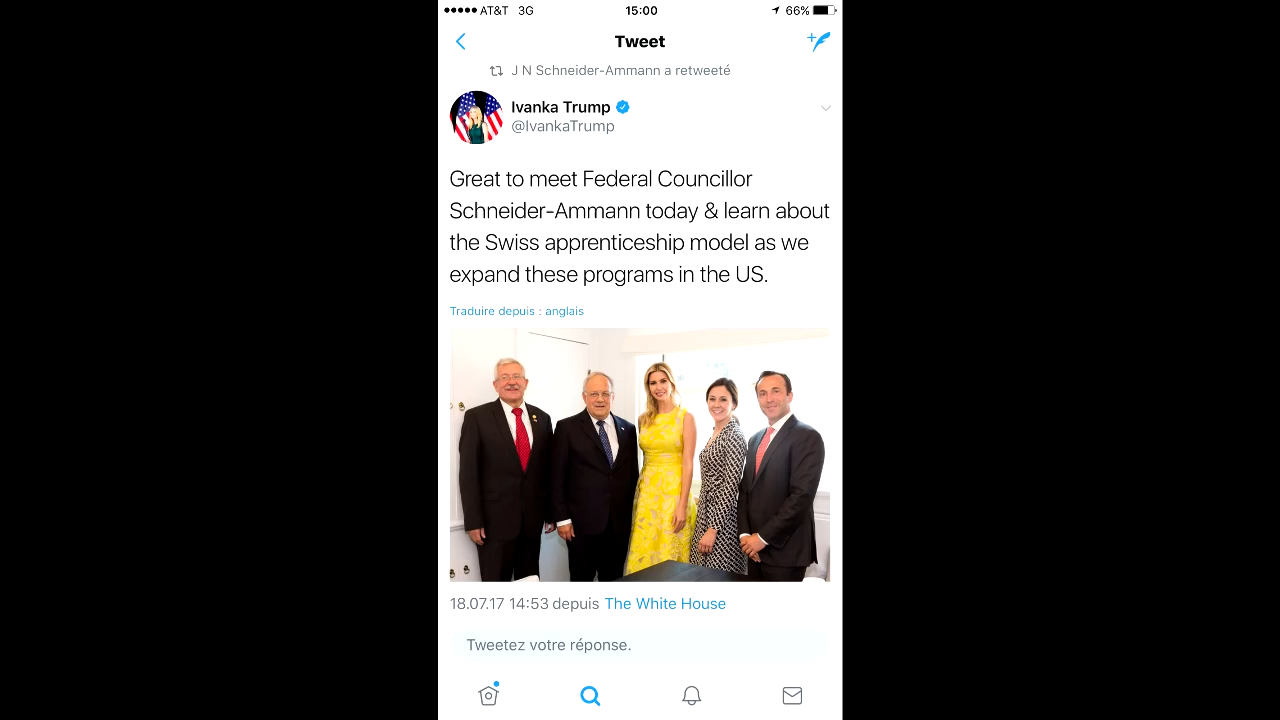 AT&T 3G 15:00 66%
Tweet
J N Schneider-Ammann a retweeté
Ivanka Trump
@IvankaTrump
Great to meet Federal Councillor
Schneider-Ammann today & learn about
the Swiss apprenticeship model as we
expand these programs in the US.
Traduire depuis : anglais
18.07.17 14:53 depuis The White House
Tweetez votre réponse.